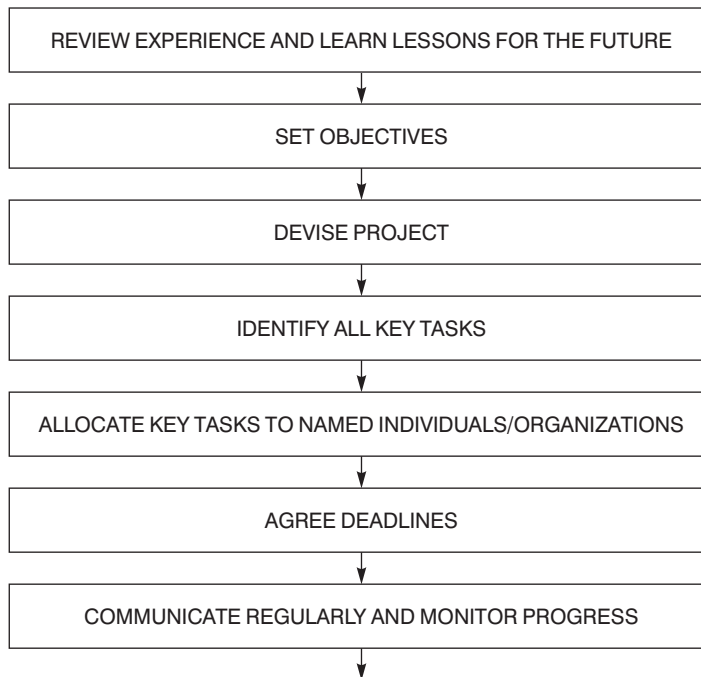 REVIEW EXPERIENCE AND LEARN LESSONS FOR THE FUTURE
SET OBJECTIVES
DEVISE PROJECT
IDENTIFY ALL KEY TASKS
ALLOCATE KEY TASKS TO NAMED INDIVIDUALS/ORGANIZATIONS
AGREE DEADLINES
COMMUNICATE REGULARLY AND MONITOR PROGRESS